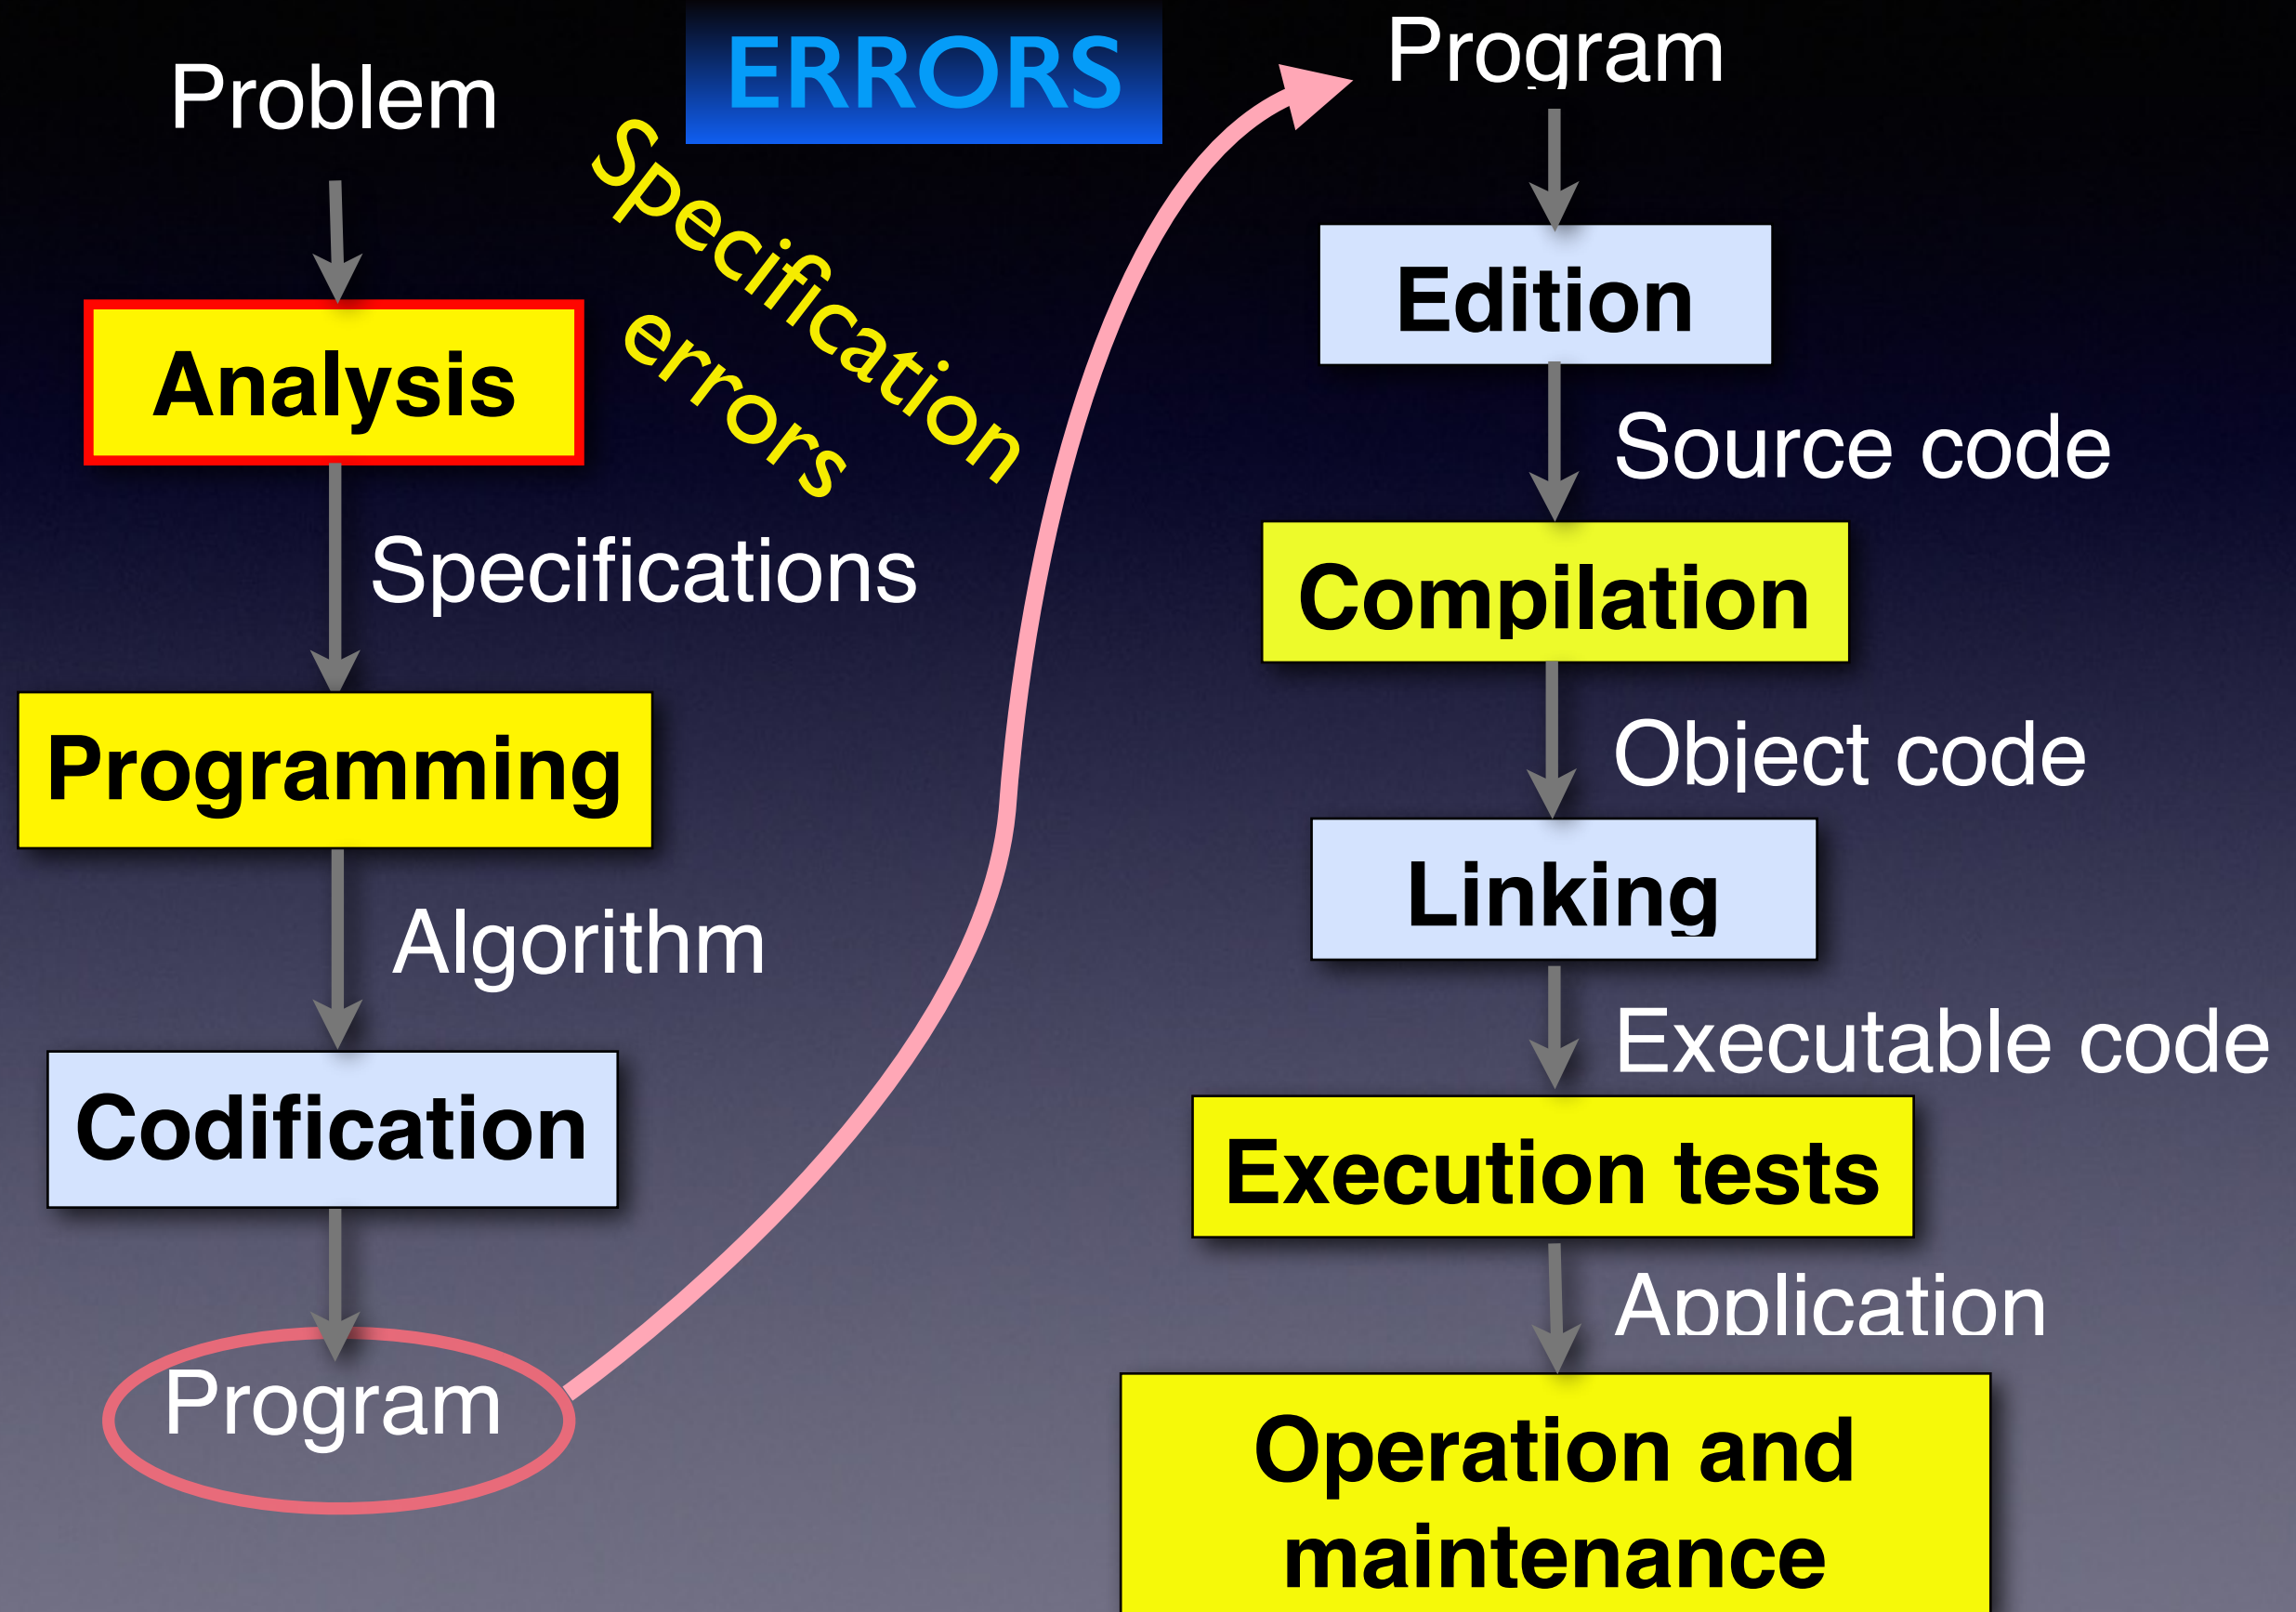 ERRORS
Problem
Specification
errors
Analysis
Specifications
Programming
Algorithm
Codification
Program
Program
Edition
Source code
Compilation
Object code
Linking
Executable code
Execution tests
Application
Operation and
maintenance